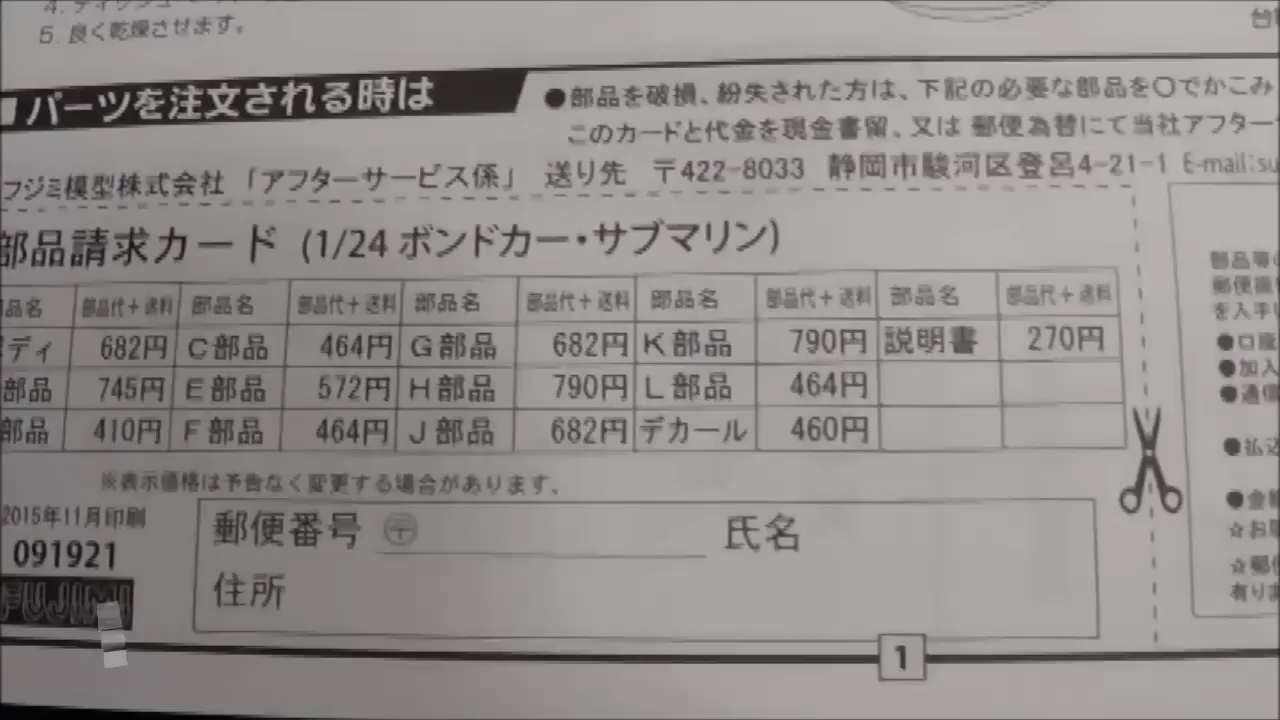 5. 良く乾燥させます。
パーツを注文される時は
●部品を破損、紛失された方は、下記の必要な部品を〇でかこみ
このカードと代金を現金書留、又は 郵便為替にて当社アフター
フジミ模型株式会社 「アフターサービス係」 送り先 〒422-8033 静岡市駿河区登呂4-21-1 E-mail:su
部品請求カード (1/24 ボンドカー・サブマリン)
品名 部品代＋送料 部品名 部品代＋送料 部品名 部品代＋送料 部品名 部品代＋送料 部品名 部品代＋送料
ディ 682円 C部品 464円 G部品 682円 K部品 790円 説明書 270円
部品 745円 E部品 572円 H部品 790円 L部品 464円
部品 410円 F部品 464円 J部品 682円 デカール 460円
※表示価格は予告なく変更する場合があります。
2015年11月印刷
091921
FUJIMI
郵便番号 〒 氏名
住所
1
部品等の
郵便振
を入手
●口座
●加入
●通信
●払込
●金額
☆お
☆郵便
有りま